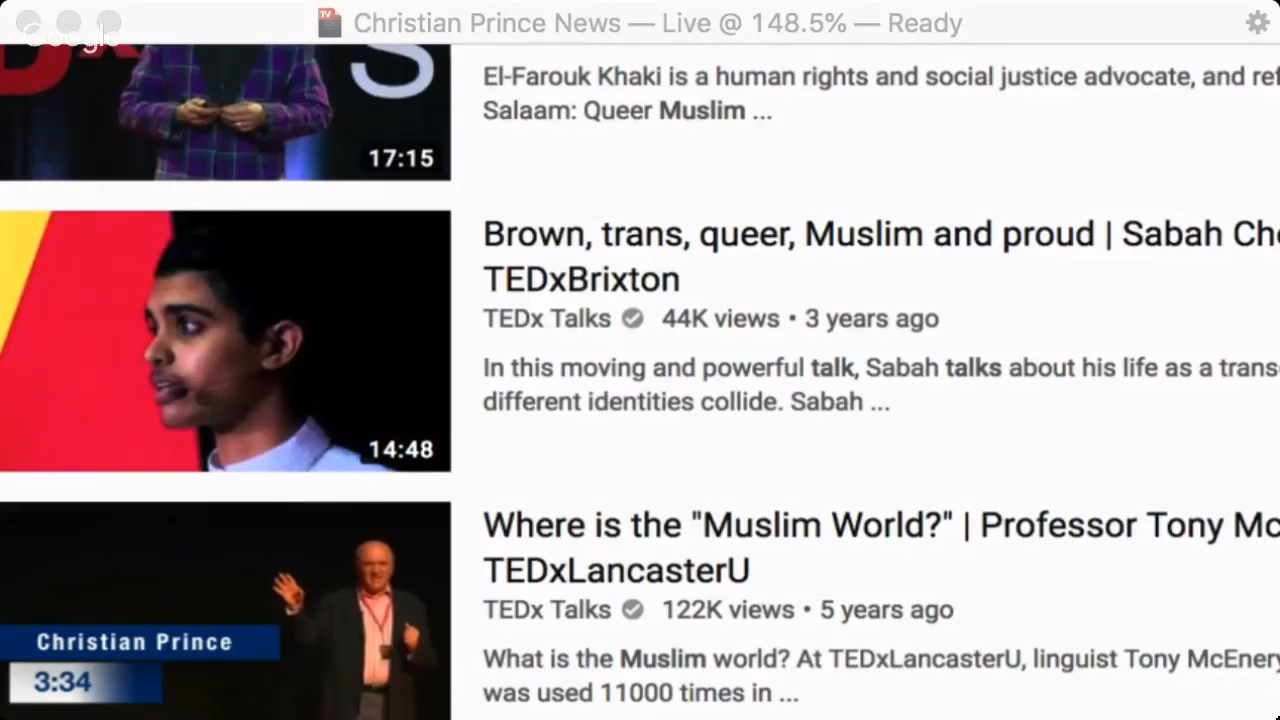 Christian Prince News — Live @ 148.5% — Ready
Google
S
El-Farouk Khaki is a human rights and social justice advocate, and ref
Salaam: Queer Muslim ...
17:15
Brown, trans, queer, Muslim and proud | Sabah Cho
TEDxBrixton
TEDx Talks 44K views • 3 years ago
In this moving and powerful talk, Sabah talks about his life as a trans
different identities collide. Sabah ...
14:48
Where is the "Muslim World?" | Professor Tony Mc
TEDxLancasterU
TEDx Talks 122K views • 5 years ago
What is the Muslim world? At TEDxLancasterU, linguist Tony McEnery
was used 11000 times in ...
Christian Prince
3:34